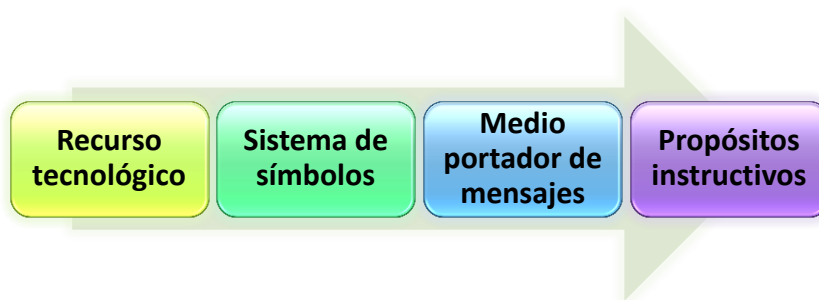 Recurso
tecnológico
Sistema de
símbolos
Medio
portador de
mensajes
Propósitos
instructivos